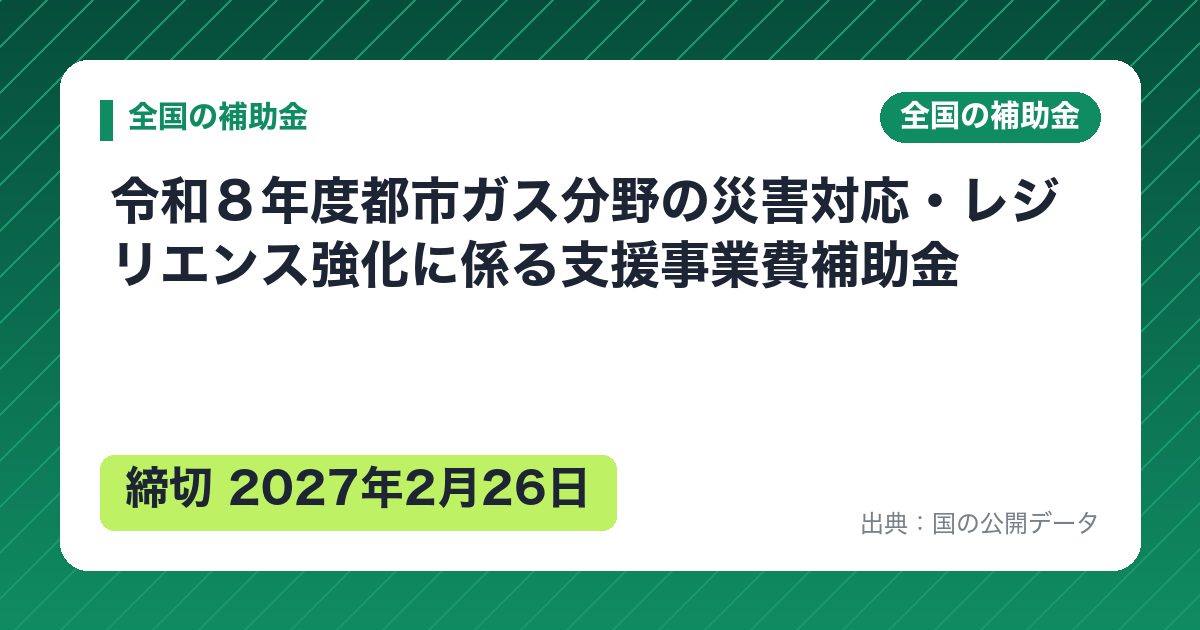 全国の補助金
全国の補助金
令和８年度都市ガス分野の災害対応・レジ
リエンス強化に係る支援事業費補助金
締切 2027年2月26日
出典：国の公開データ